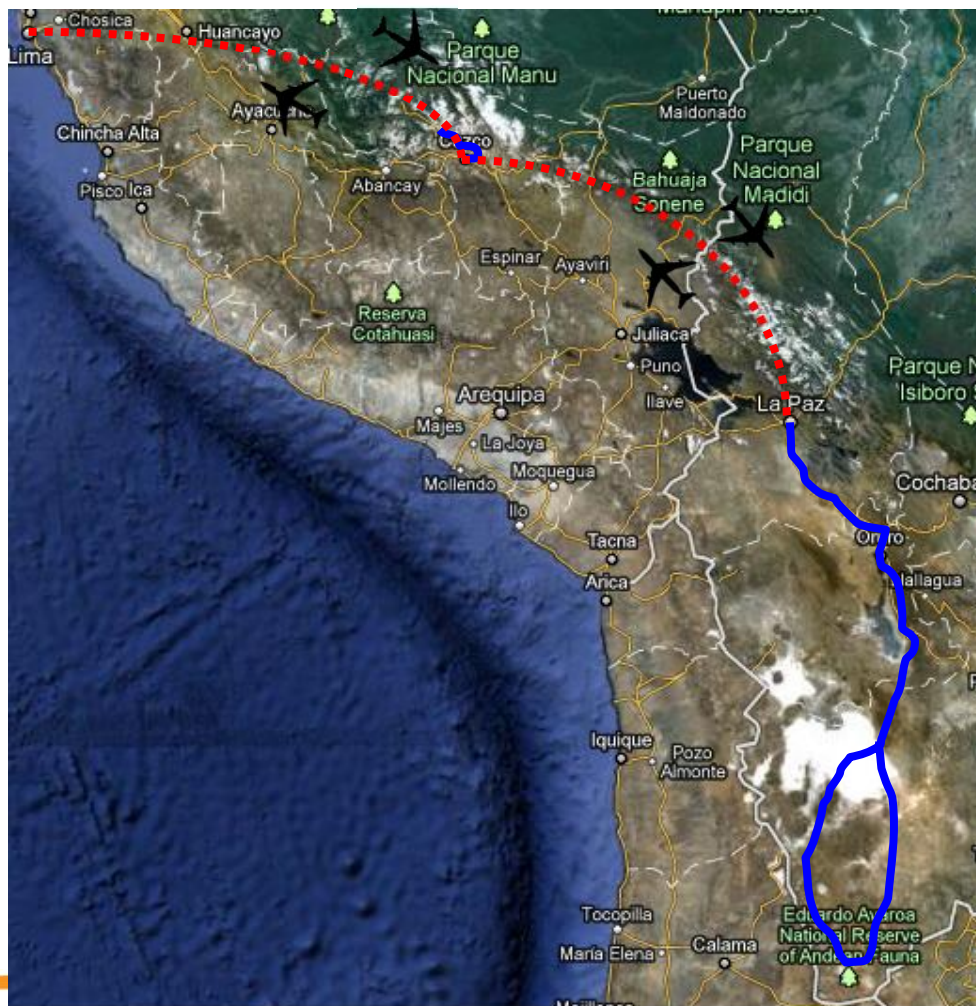 Chosica
Lima
Huancayo
Parque
Nacional Manu
Puerto
Maldonado
Chincha Alta
Abancay
Pisco
Ica
Bahuaja
Sonene
Parque
Nacional
Madidi
Espinar
Ayaviri
Reserva
Cotahuasi
Juliaca
Puno
Ilave
La Paz
Arequipa
Majes
La Joya
Mollendo
Moquegua
Ilo
Parque N
Isiboro S
Cochaba
Tacna
Arica
Llallagua
Iquique
Pozo
Almonte
Tocopilla
María Elena
Calama
Eduardo Avaroa
National Reserve
of Andean Fauna